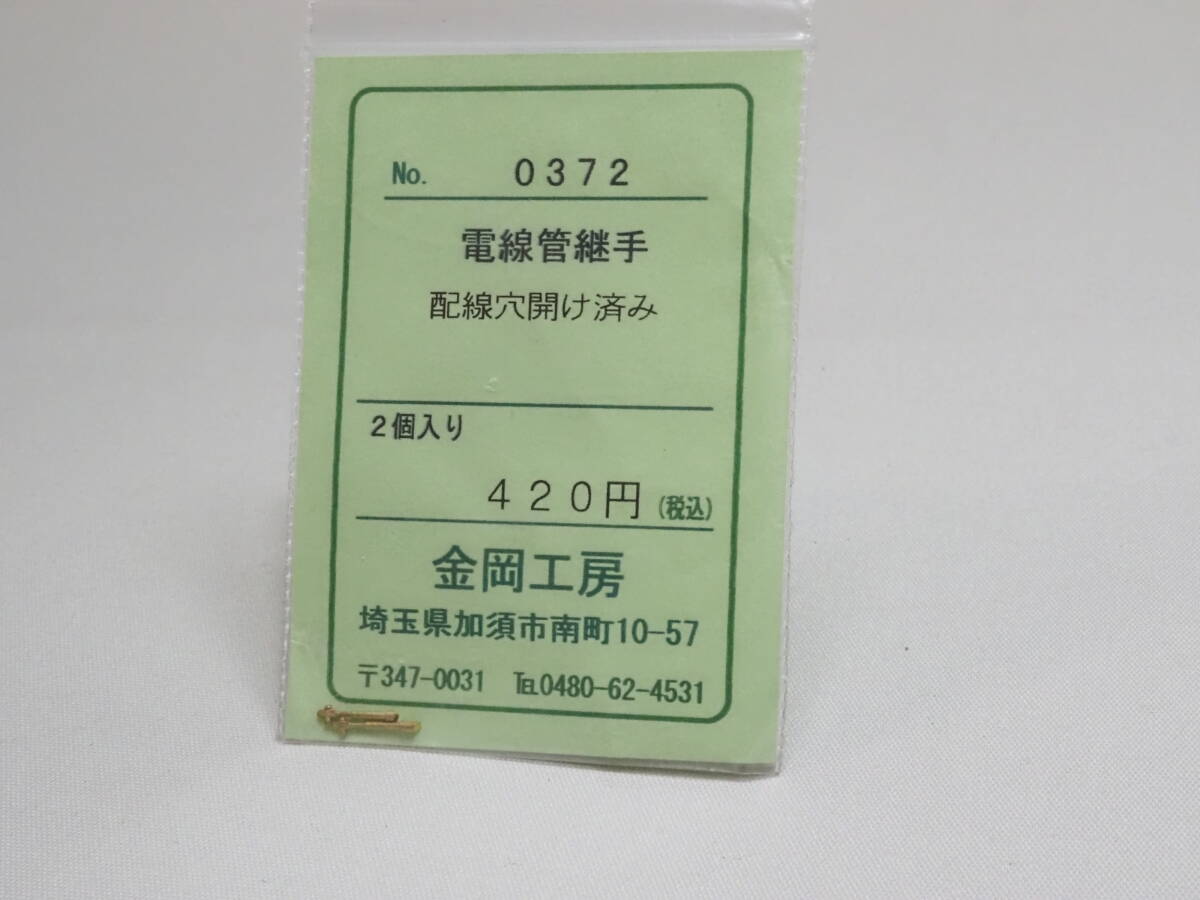 No. 0372
電線管継手
配線穴開け済み
2個入り
420円 (税込)
金岡工房
埼玉県加須市南町10-57
〒347-0031 ℡0480-62-4531